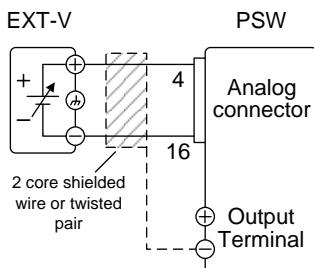 EXT-V
PSW
+
−
+
−
4
16
Analog
connector
2 core shielded
wire or twisted
pair
+
−
Output
Terminal